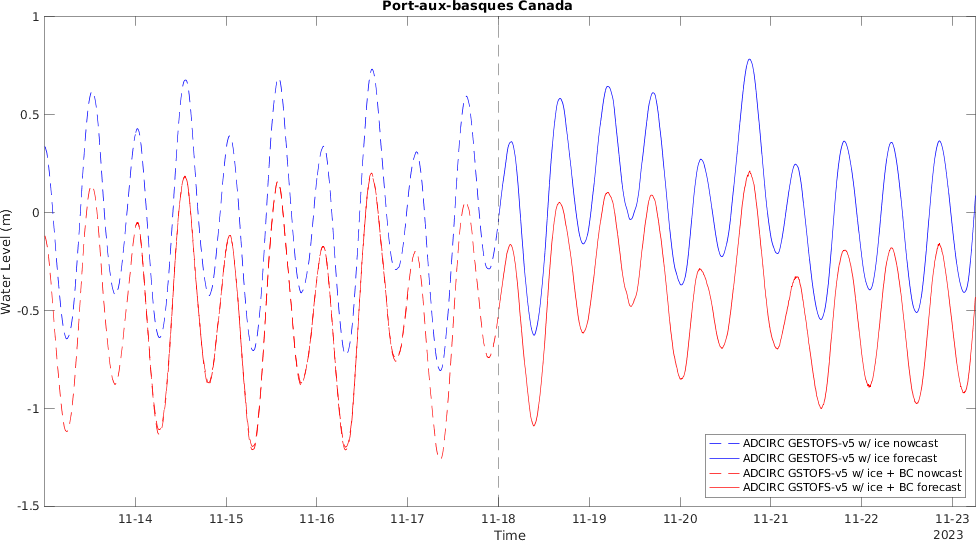 Port-aux-basques Canada
1
0.5
0
-0.5
-1
-1.5
Water Level (m)
11-14 11-15 11-16 11-17 11-18 11-19 11-20 11-21 11-22 11-23
Time
2023
ADCIRC GESTOFS-v5 w/ ice nowcast
ADCIRC GESTOFS-v5 w/ ice forecast
ADCIRC GSTOFS-v5 w/ ice + BC nowcast
ADCIRC GSTOFS-v5 w/ ice + BC forecast